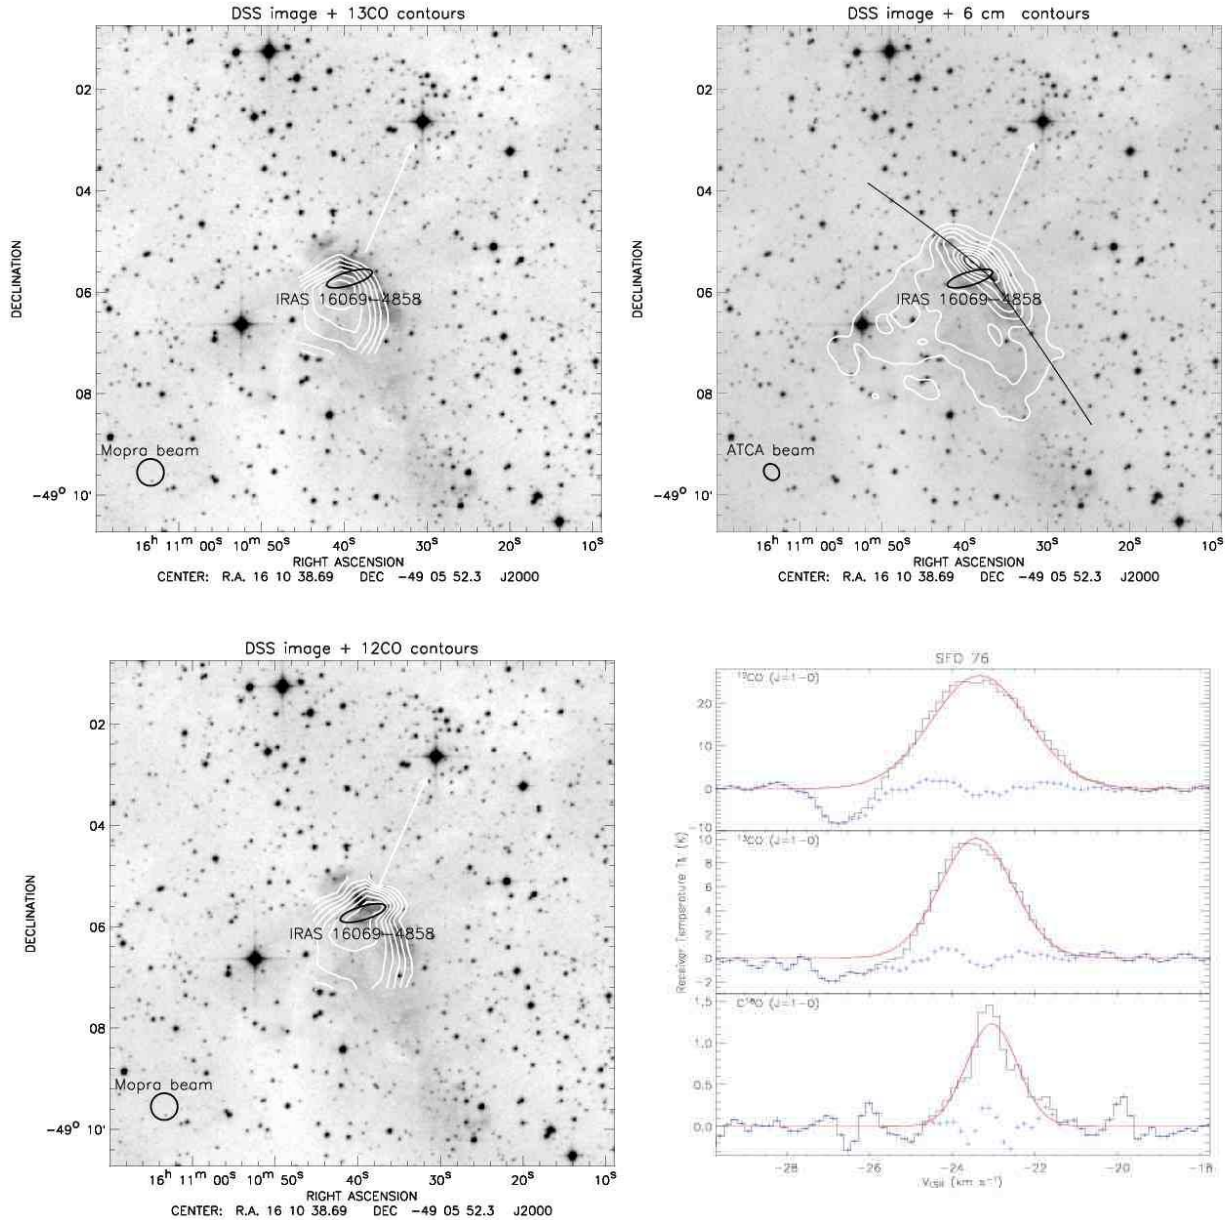 DSS image + 13CO contours
02
04
06
08
−49° 10'
DECLINATION
IRAS 16069−4858
Mopra beam
16ʰ 11ᵐ 00ˢ 10ᵐ 50ˢ 40ˢ 30ˢ 20ˢ 10ˢ
RIGHT ASCENSION
CENTER: R.A. 16 10 38.69 DEC −49 05 52.3 J2000
DSS image + 6 cm contours
02
04
06
08
−49° 10'
DECLINATION
IRAS 16069−4858
ATCA beam
16ʰ 11ᵐ 00ˢ 10ᵐ 50ˢ 40ˢ 30ˢ 20ˢ 10ˢ
RIGHT ASCENSION
CENTER: R.A. 16 10 38.69 DEC −49 05 52.3 J2000
DSS image + 12CO contours
02
04
06
08
−49° 10'
DECLINATION
IRAS 16069−4858
Mopra beam
16ʰ 11ᵐ 00ˢ 10ᵐ 50ˢ 40ˢ 30ˢ 20ˢ 10ˢ
RIGHT ASCENSION
CENTER: R.A. 16 10 38.69 DEC −49 05 52.3 J2000
SFO 76
¹²CO (J=1−0)
20
10
0
−10
¹³CO (J=1−0)
10
8
6
4
2
0
−2
C¹⁸O (J=1−0)
1.5
1.0
0.5
0.0
Receiver Temperature (K)
−28 −26 −24 −22 −20 −18
V_LSR (km s⁻¹)